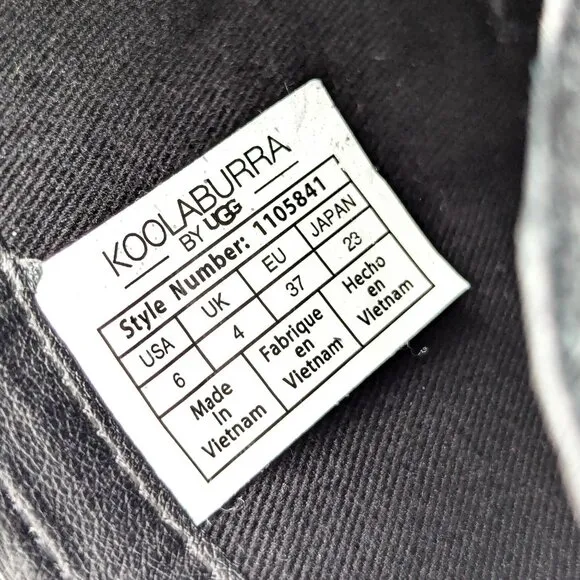 KOOLABURRA
BY UGG
Style Number: 1105841
USA UK EU JAPAN
6 4 37 23
Made
In
Vietnam
Fabrique
en
Vietnam
Hecho
en
Vietnam